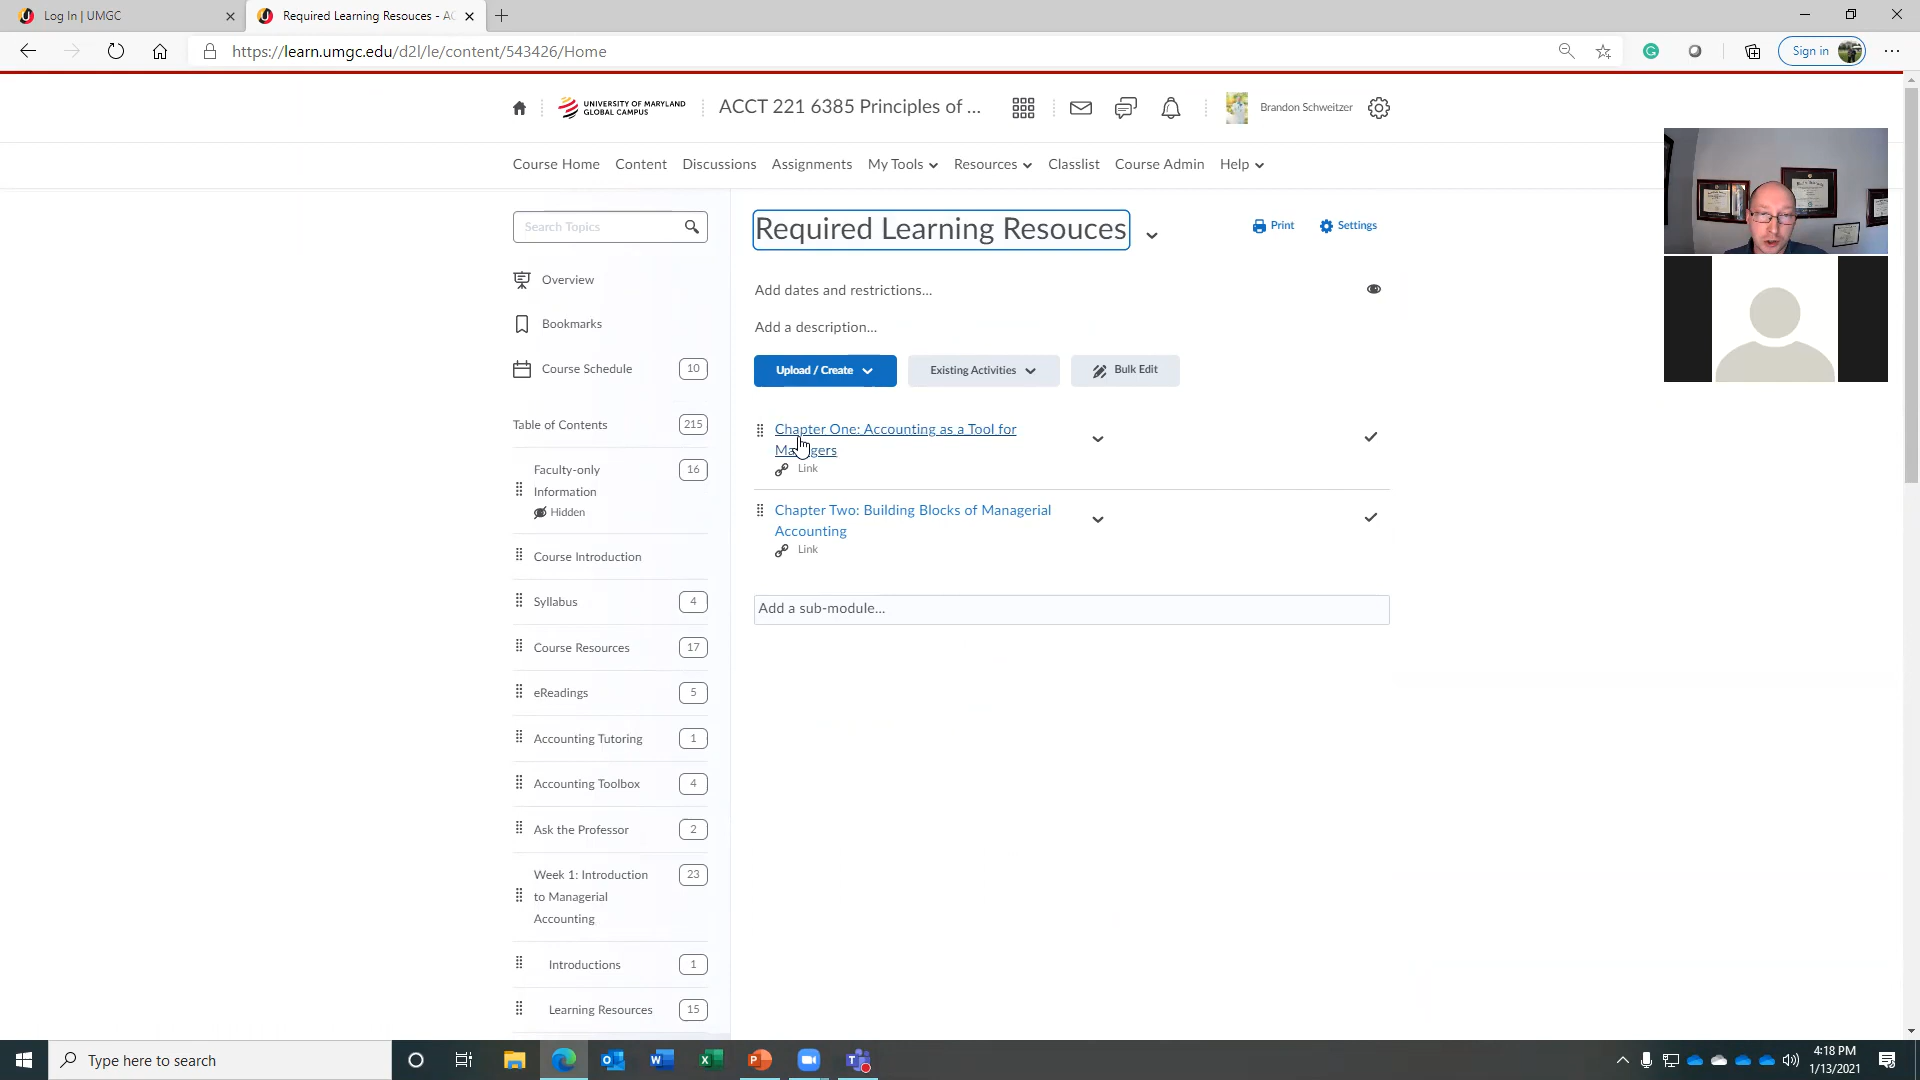 Log In | UMGC
Required Learning Resouces - AC
https://learn.umgc.edu/d2l/le/content/543426/Home
Sign in
UNIVERSITY OF MARYLAND
GLOBAL CAMPUS
ACCT 221 6385 Principles of ...
Brandon Schweitzer
Course Home
Content
Discussions
Assignments
My Tools
Resources
Classlist
Course Admin
Help
Search Topics
Overview
Bookmarks
Course Schedule 10
Table of Contents 215
Faculty-only 16
Information
Hidden
Course Introduction
Syllabus 4
Course Resources 17
eReadings 5
Accounting Tutoring 1
Accounting Toolbox 4
Ask the Professor 2
Week 1: Introduction 23
to Managerial
Accounting
Introductions 1
Learning Resources 15
Required Learning Resouces
Print
Settings
Add dates and restrictions...
Add a description...
Upload / Create
Existing Activities
Bulk Edit
Chapter One: Accounting as a Tool for
Managers
Link
Chapter Two: Building Blocks of Managerial
Accounting
Link
Add a sub-module...
Type here to search
4:18 PM
1/13/2021